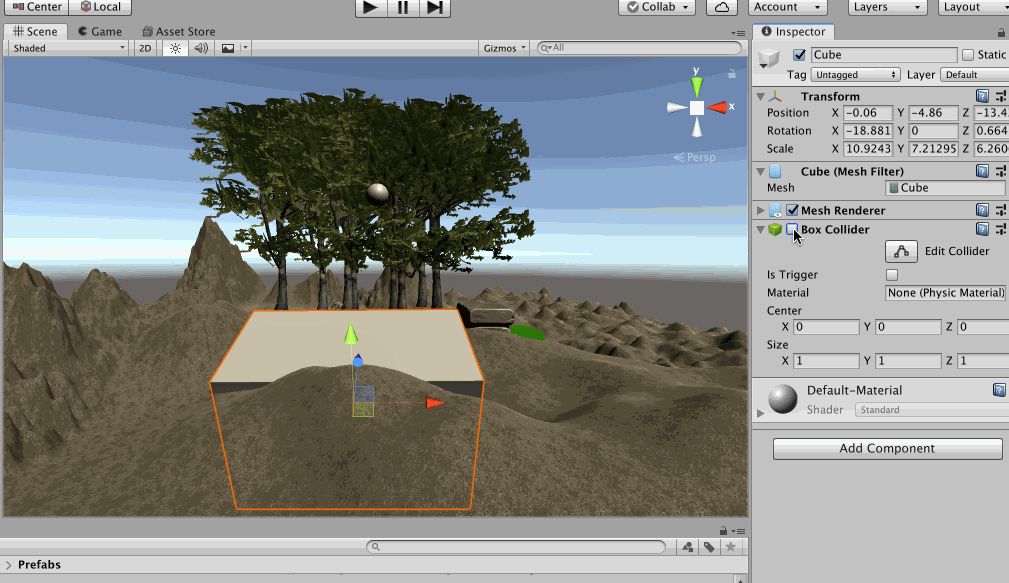 Center Local Collab Account Layers Layout
Scene Game Asset Store Inspector
Shaded 2D Gizmos All
Cube Static
Tag Untagged Layer Default
Transform
Position X -0.06 Y -4.86 Z -13.4
Rotation X -18.881 Y 0 Z 0.664
Scale X 10.9243 Y 7.21295 Z 6.260
Cube (Mesh Filter)
Mesh Cube
Mesh Renderer
Box Collider
Edit Collider
Is Trigger
Material None (Physic Material)
Center
X 0 Y 0 Z 0
Size
X 1 Y 1 Z 1
Default-Material
Shader Standard
Add Component
y
x
Persp
Prefabs